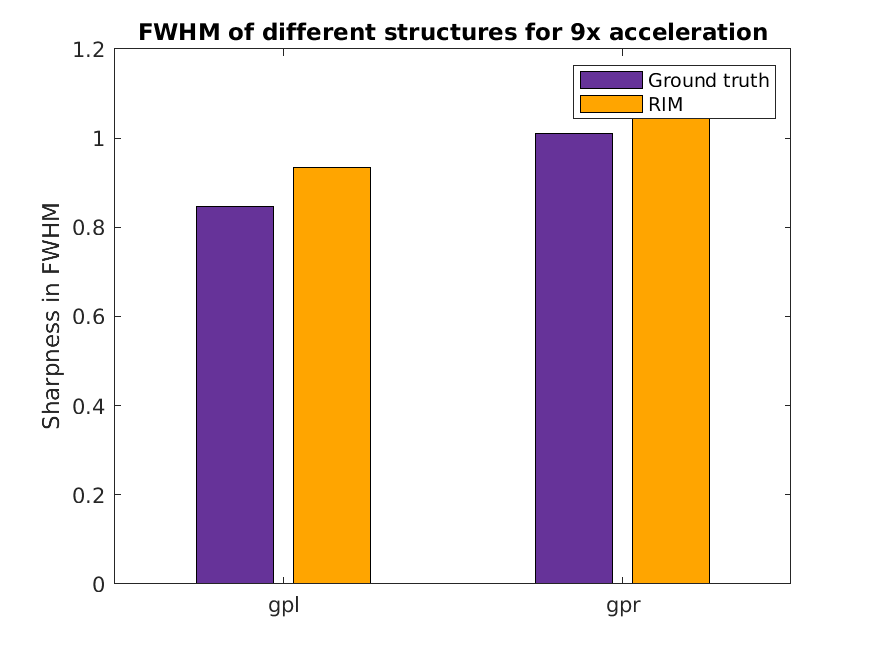 FWHM of different structures for 9x acceleration
1.2
1
0.8
0.6
0.4
0.2
0
Sharpness in FWHM
Ground truth
RIM
gpl
gpr